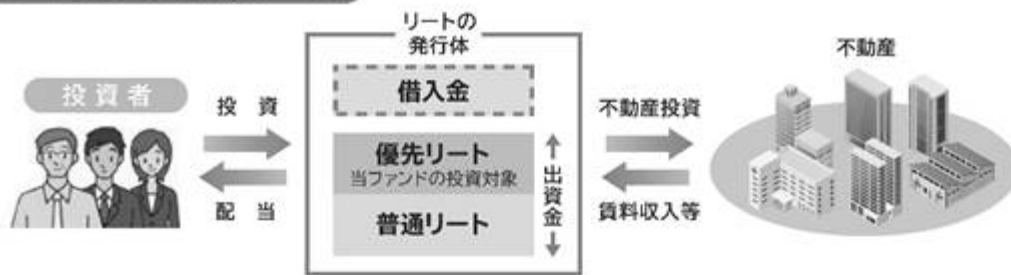 リートの
発行体
投資者
投 資
配 当
借入金
優先リート
当ファンドの投資対象
普通リート
出資金
不動産投資
賃料収入等
不動産